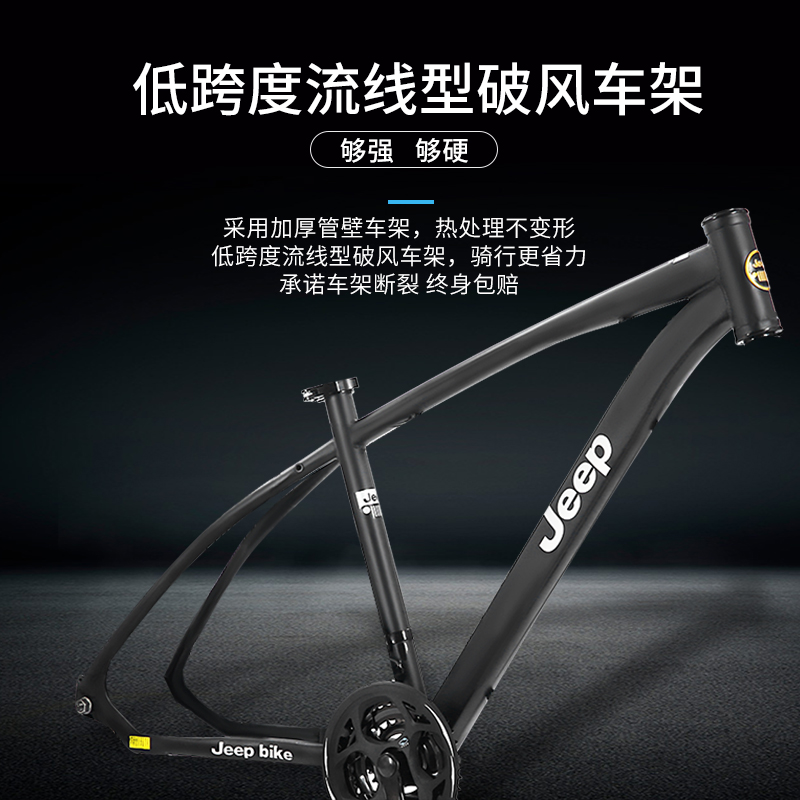 低跨度流线型破风车架
够强 够硬
采用加厚管壁车架，热处理不变形
低跨度流线型破风车架，骑行更省力
承诺车架断裂 终身包赔
Jeep
Jeep bike